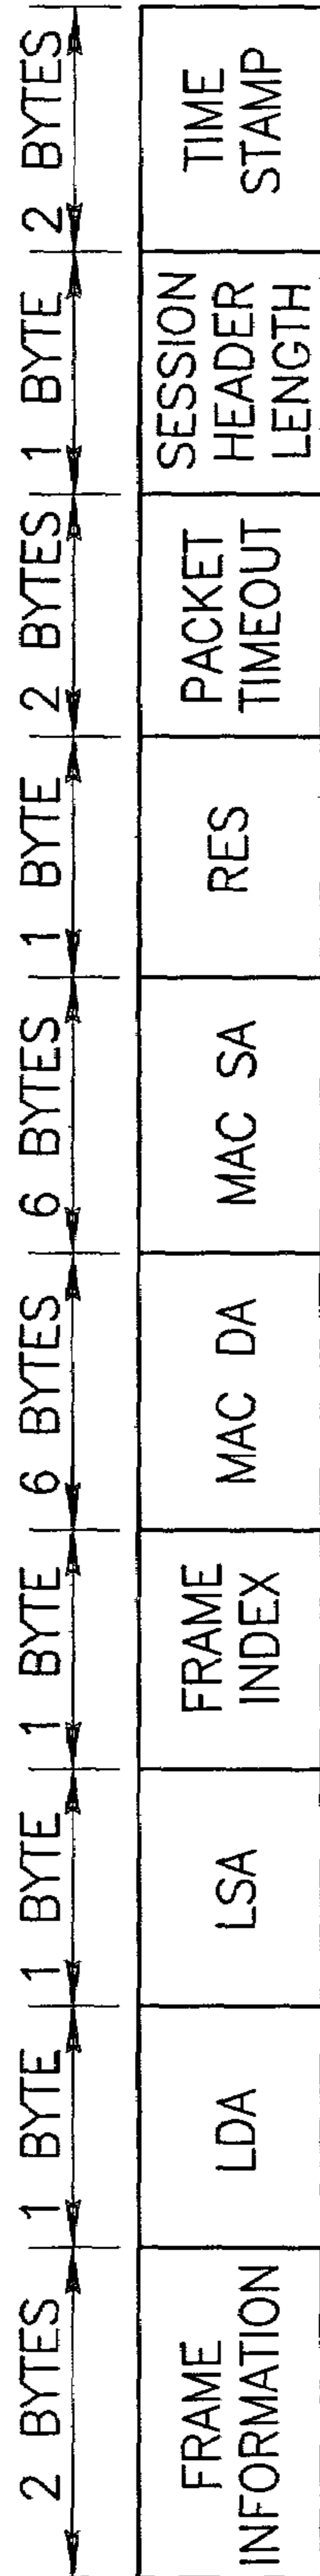 2 BYTES
1 BYTE
1 BYTE
1 BYTE
6 BYTES
6 BYTES
1 BYTE
2 BYTES
1 BYTE
2 BYTES
FRAME
INFORMATION
LDA
LSA
FRAME
INDEX
MAC DA
MAC SA
RES
PACKET
TIMEOUT
SESSION
HEADER
LENGTH
TIME
STAMP